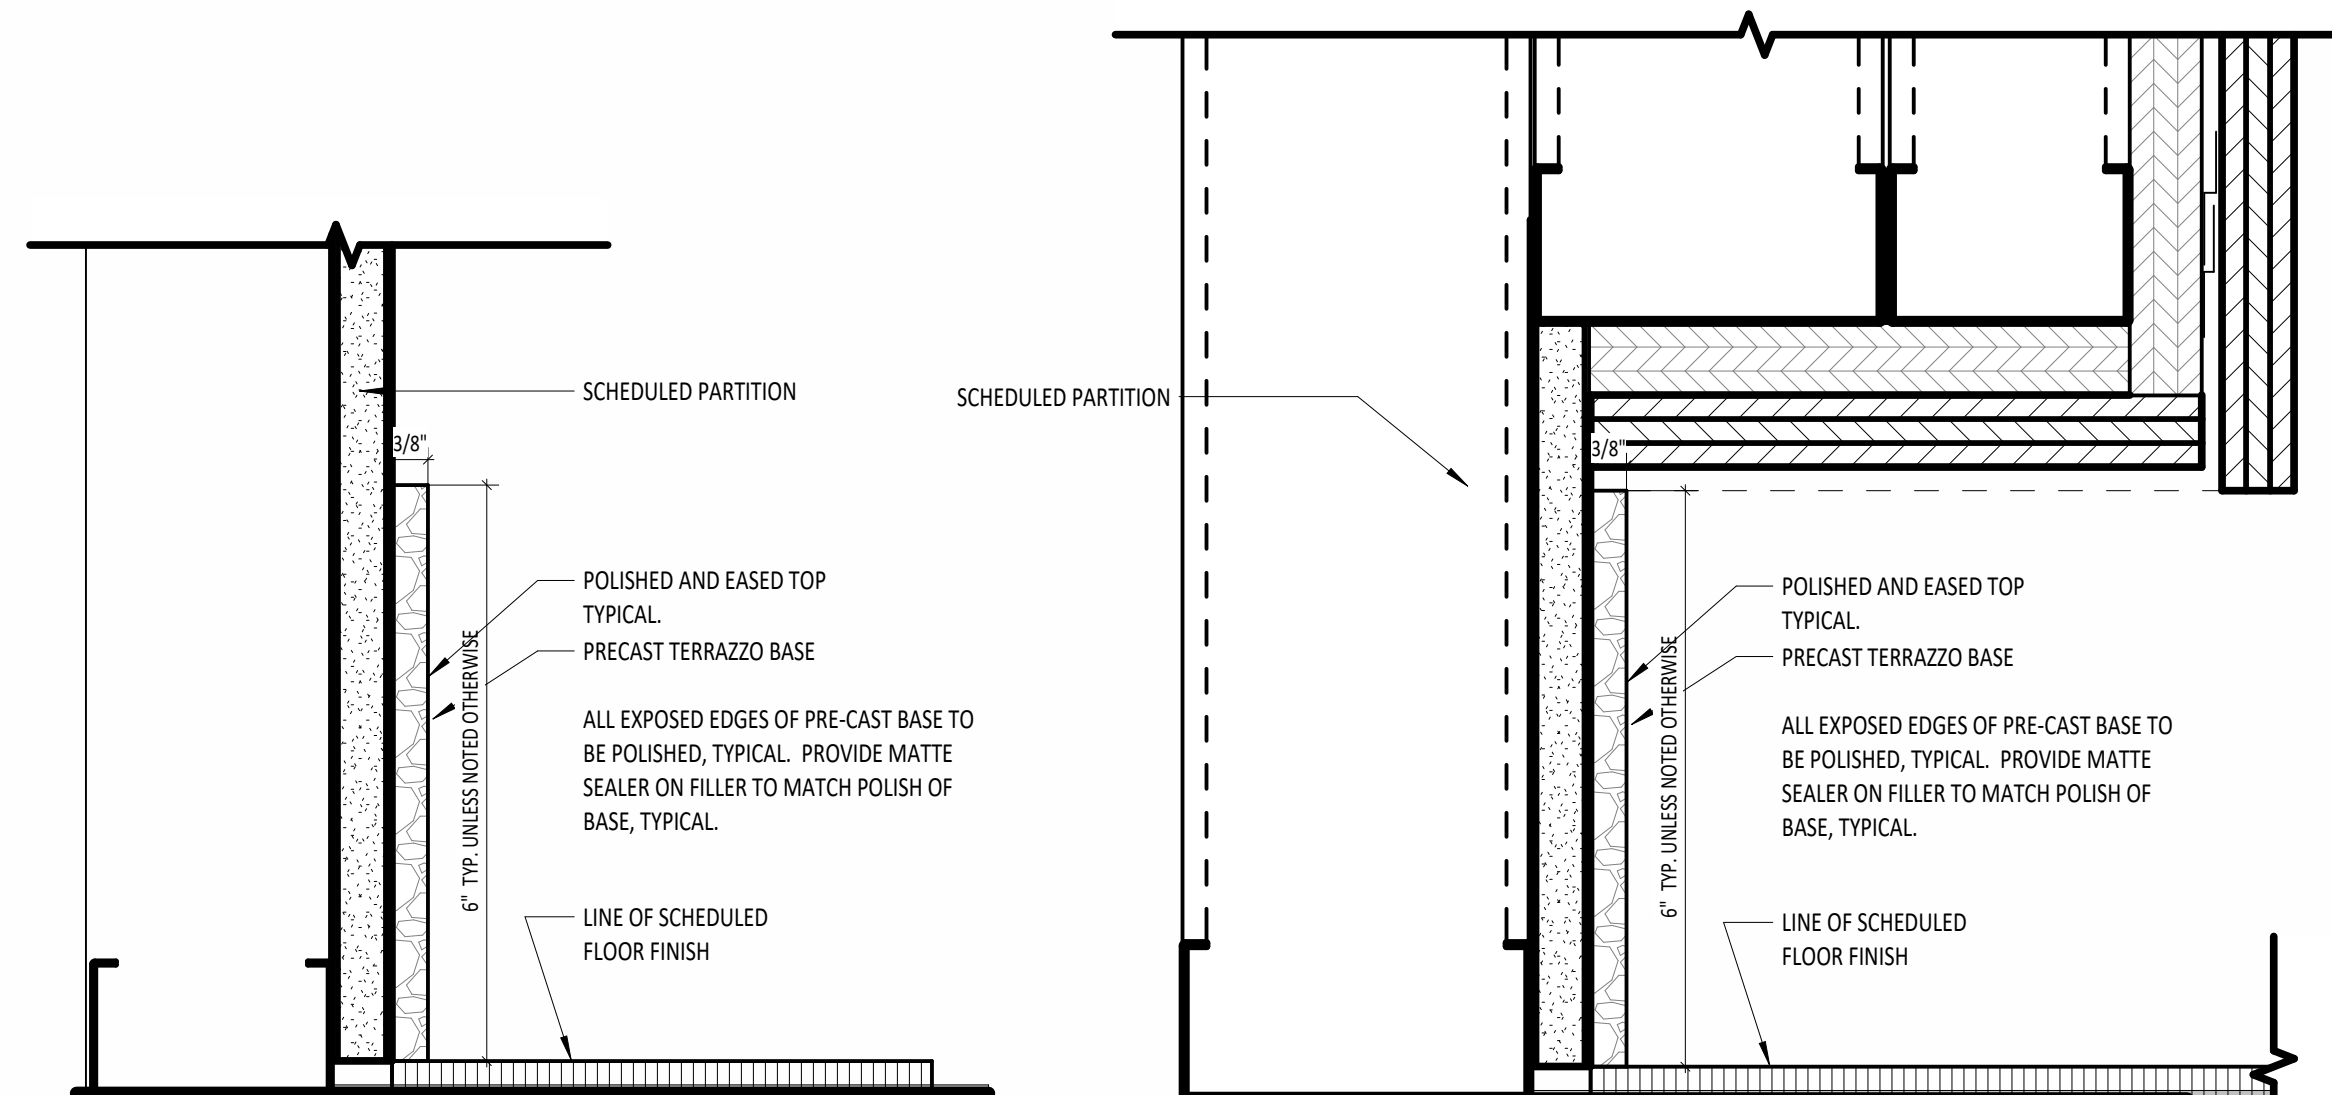 SCHEDULED PARTITION
3/8"
POLISHED AND EASED TOP
TYPICAL.
PRECAST TERRAZZO BASE
6" TYP. UNLESS NOTED OTHERWISE
ALL EXPOSED EDGES OF PRE-CAST BASE TO
BE POLISHED, TYPICAL. PROVIDE MATTE
SEALER ON FILLER TO MATCH POLISH OF
BASE, TYPICAL.
LINE OF SCHEDULED
FLOOR FINISH
SCHEDULED PARTITION
3/8"
POLISHED AND EASED TOP
TYPICAL.
PRECAST TERRAZZO BASE
6" TYP. UNLESS NOTED OTHERWISE
ALL EXPOSED EDGES OF PRE-CAST BASE TO
BE POLISHED, TYPICAL. PROVIDE MATTE
SEALER ON FILLER TO MATCH POLISH OF
BASE, TYPICAL.
LINE OF SCHEDULED
FLOOR FINISH